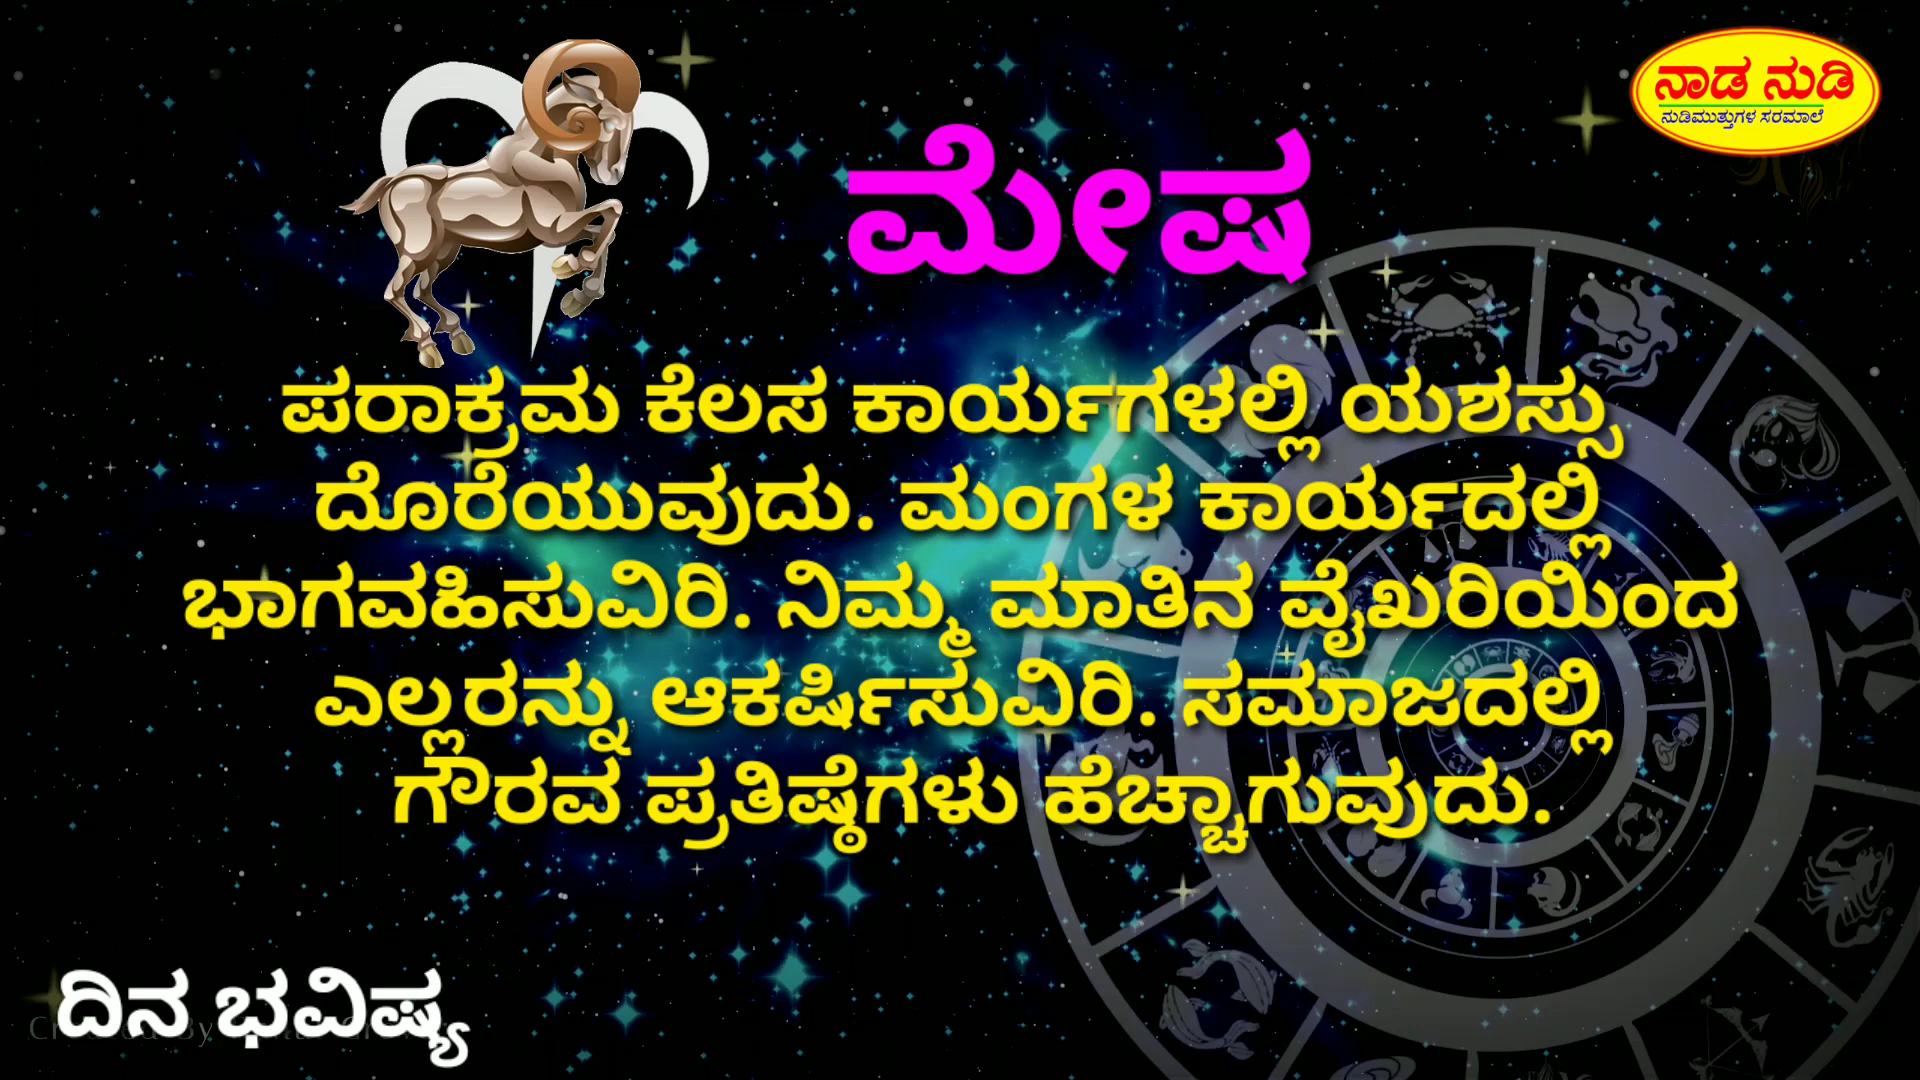 ನಾಡ ನುಡಿ
ನುಡಿಮುತ್ತುಗಳ ಸರಮಾಲೆ
ಮೇಷ
ಪರಾಕ್ರಮ ಕೆಲಸ ಕಾರ್ಯಗಳಲ್ಲಿ ಯಶಸ್ಸು
ದೊರೆಯುವುದು. ಮಂಗಳ ಕಾರ್ಯದಲ್ಲಿ
ಭಾಗವಹಿಸುವಿರಿ. ನಿಮ್ಮ ಮಾತಿನ ವೈಖರಿಯಿಂದ
ಎಲ್ಲರನ್ನು ಆಕರ್ಷಿಸುವಿರಿ. ಸಮಾಜದಲ್ಲಿ
ಗೌರವ ಪ್ರತಿಷ್ಠೆಗಳು ಹೆಚ್ಚಾಗುವುದು.
ದಿನ ಭವಿಷ್ಯ